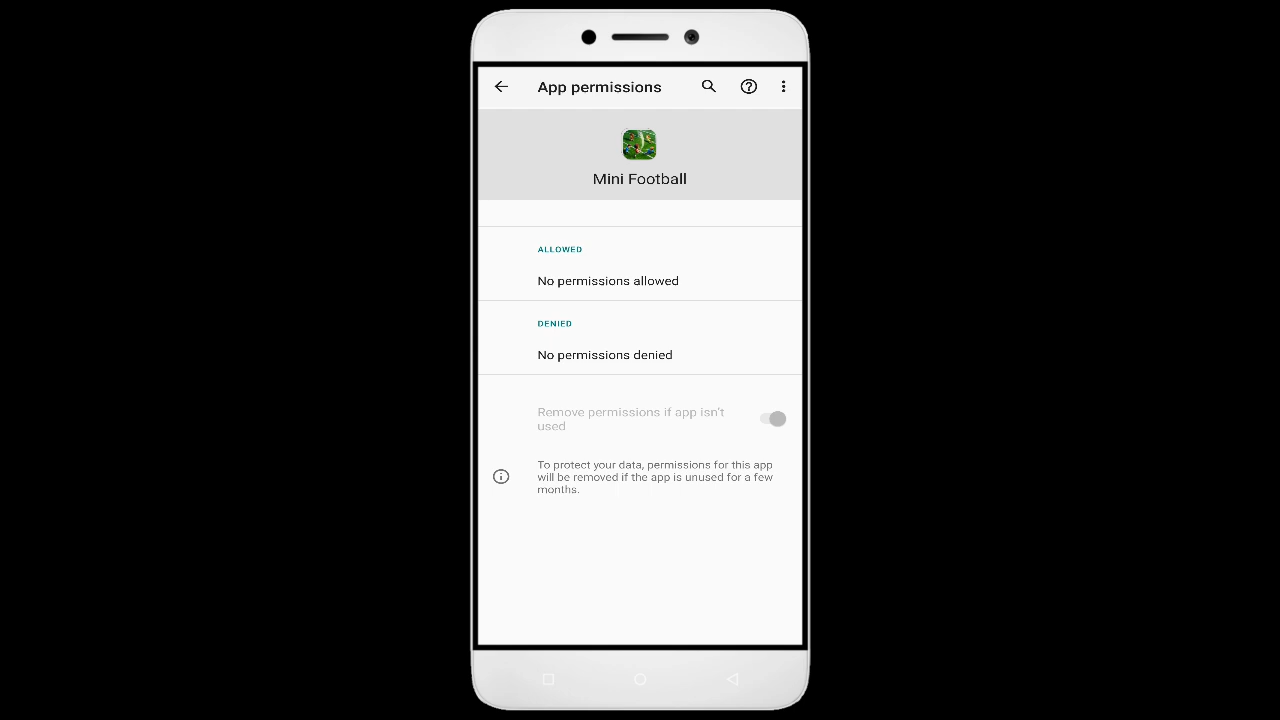 App permissions
Mini Football
ALLOWED
No permissions allowed
DENIED
No permissions denied
Remove permissions if app isn't
used
To protect your data, permissions for this app
will be removed if the app is unused for a few
months.